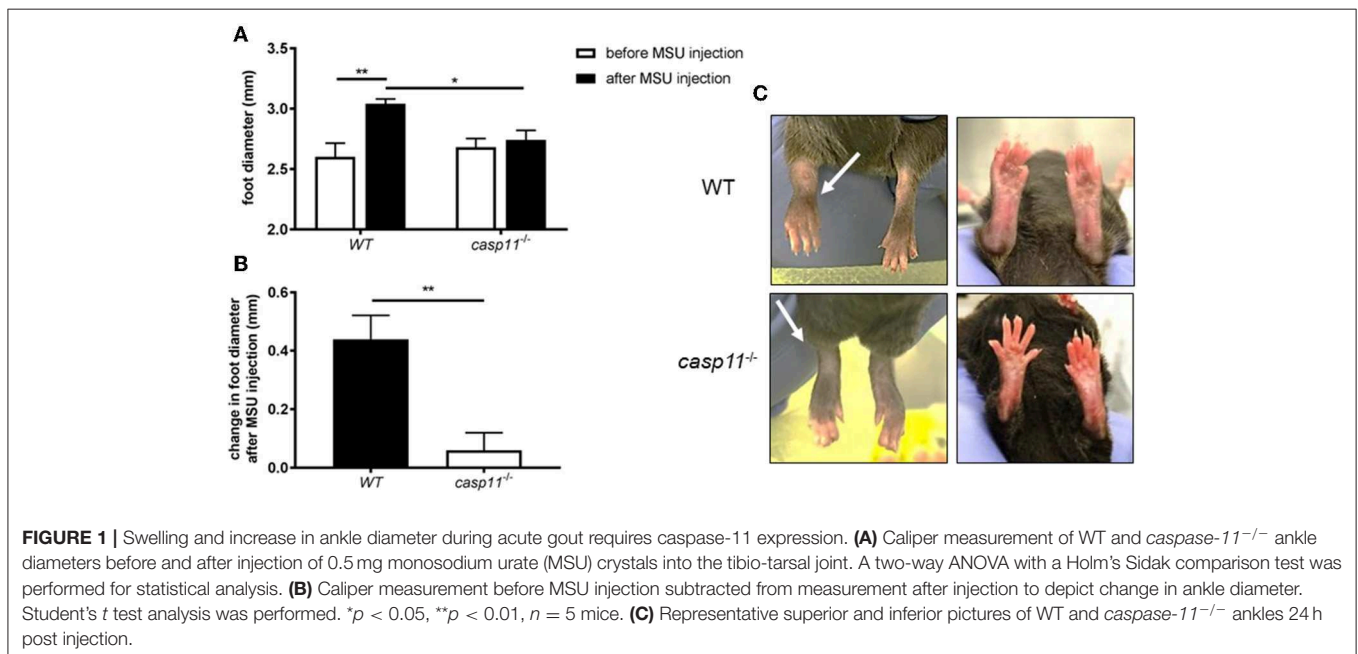 A
3.5
3.0
2.5
2.0
foot diameter (mm)
**
*
WT
casp11-/-
before MSU injection
after MSU injection
B
0.6
0.4
0.2
0.0
change in foot diameter
after MSU injection (mm)
**
WT
casp11-/-
C
WT
casp11-/-
FIGURE 1 | Swelling and increase in ankle diameter during acute gout requires caspase-11 expression. (A) Caliper measurement of WT and caspase-11−/− ankle
diameters before and after injection of 0.5 mg monosodium urate (MSU) crystals into the tibio-tarsal joint. A two-way ANOVA with a Holm's Sidak comparison test was
performed for statistical analysis. (B) Caliper measurement before MSU injection subtracted from measurement after injection to depict change in ankle diameter.
Student's t test analysis was performed. *p < 0.05, **p < 0.01, n = 5 mice. (C) Representative superior and inferior pictures of WT and caspase-11−/− ankles 24 h
post injection.